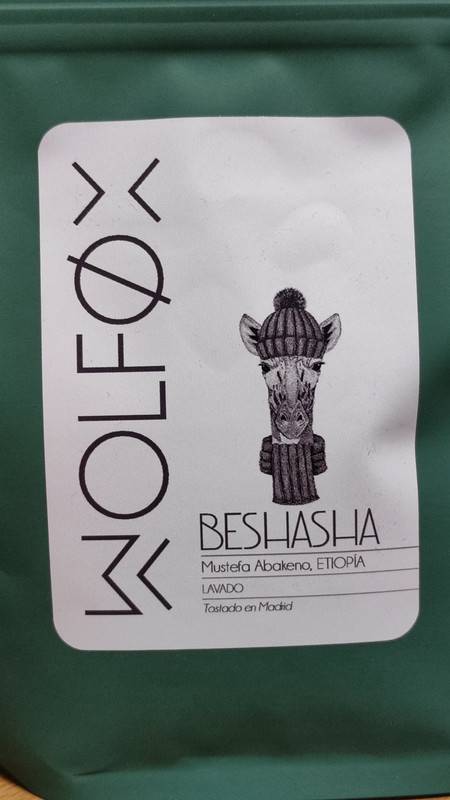 WOLFØX
BESHASHA
Mustefa Abakeno, ETIOPÍA
LAVADO
Tostado en Madrid